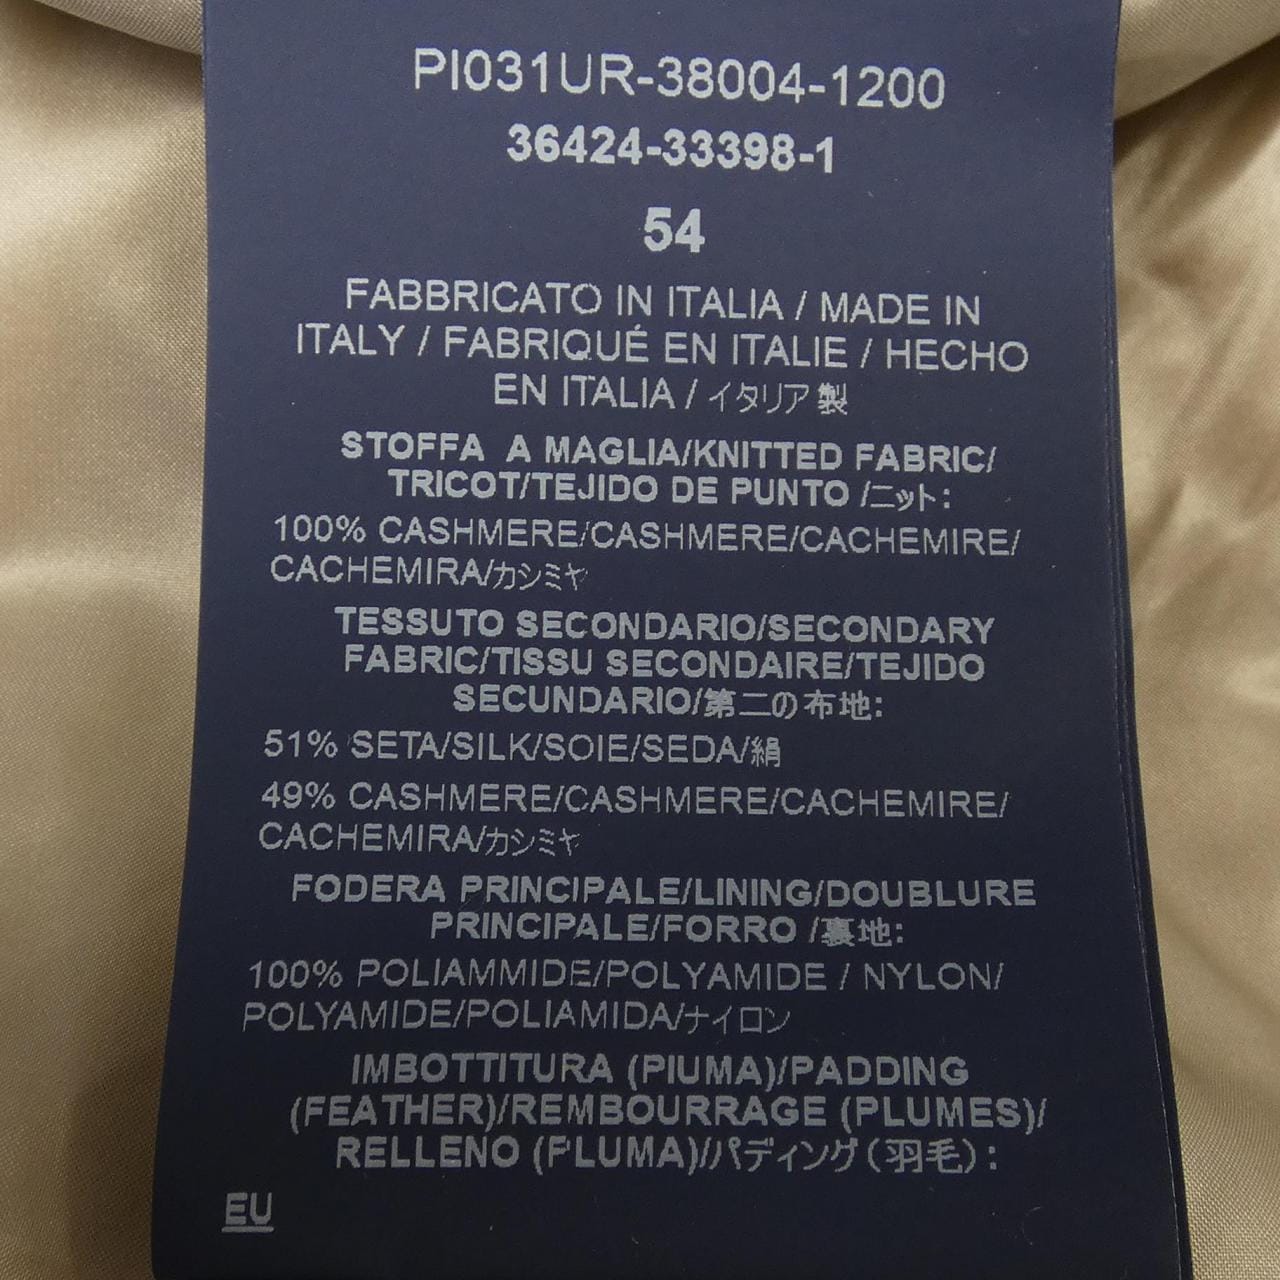 PI031UR-38004-1200
36424-33398-1
54
FABBRICATO IN ITALIA / MADE IN
ITALY / FABRIQUÉ EN ITALIE / HECHO
EN ITALIA / イタリア製
STOFFA A MAGLIA/KNITTED FABRIC/
TRICOT/TEJIDO DE PUNTO /ニット:
100% CASHMERE/CASHMERE/CACHEMIRE/
CACHEMIRA/カシミヤ
TESSUTO SECONDARIO/SECONDARY
FABRIC/TISSU SECONDAIRE/TEJIDO
SECUNDARIO/第二の布地:
51% SETA/SILK/SOIE/SEDA/絹
49% CASHMERE/CASHMERE/CACHEMIRE/
CACHEMIRA/カシミヤ
FODERA PRINCIPALE/LINING/DOUBLURE
PRINCIPALE/FORRO /裏地:
100% POLIAMMIDE/POLYAMIDE / NYLON/
POLYAMIDE/POLIAMIDA/ナイロン
IMBOTTITURA (PIUMA)/PADDING
(FEATHER)/REMBOURRAGE (PLUMES)/
RELLENO (PLUMA)/パディング(羽毛):
EU